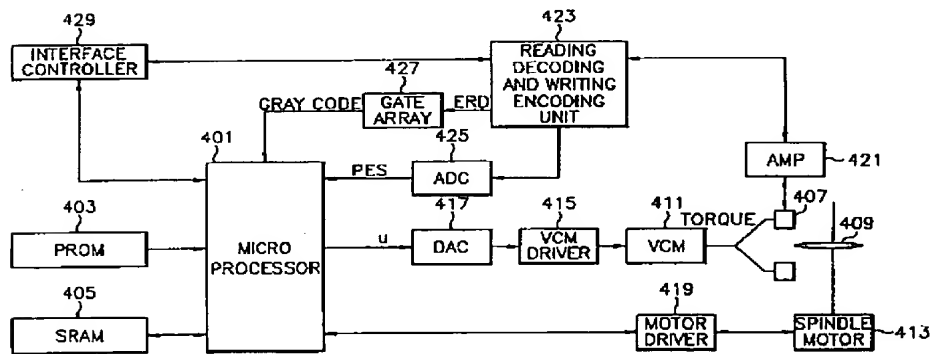 429
INTERFACE
CONTROLLER
423
READING
DECODING
AND WRITING
ENCODING
UNIT
427
GRAY CODE
GATE
ARRAY
ERD
401
425
PES
ADC
AMP
421
407
403
PROM
MICRO
PROCESSOR
417
u
DAC
415
VCM
DRIVER
411
VCM
TORQUE
409
405
SRAM
419
MOTOR
DRIVER
SPINDLE
MOTOR
413